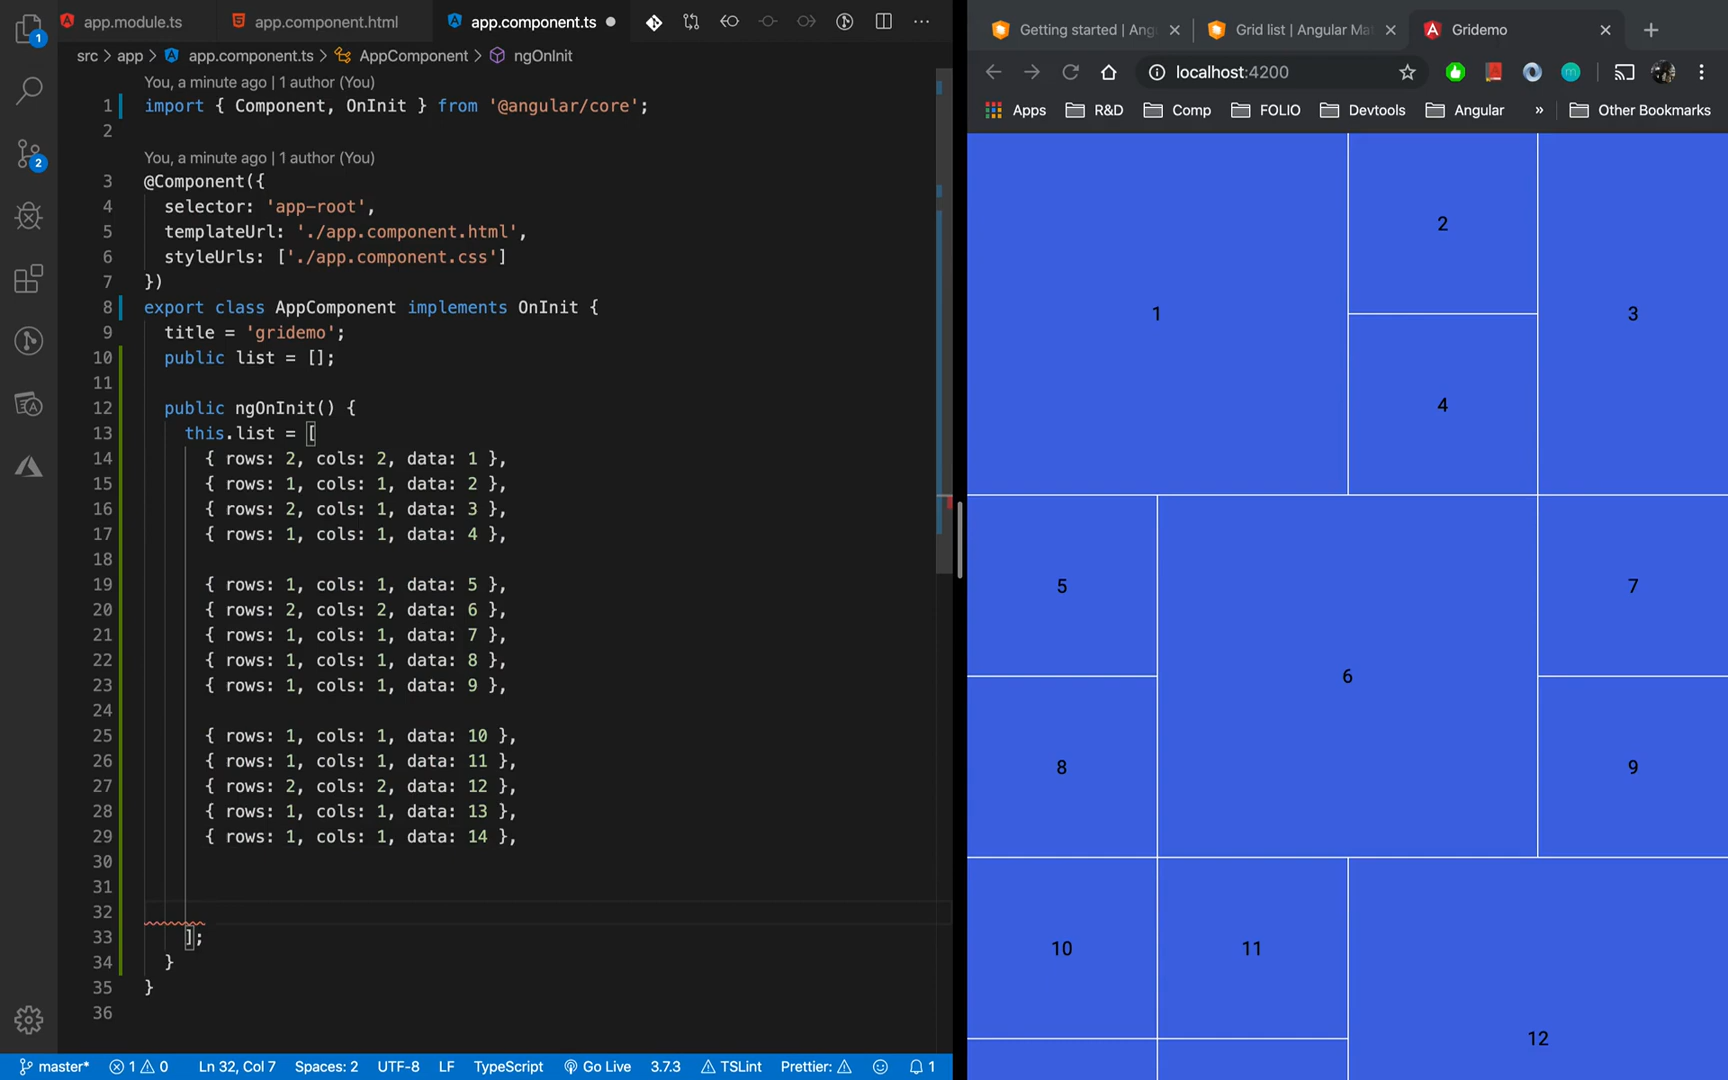 app.module.ts
app.component.html
app.component.ts
Getting started | Ang
Grid list | Angular Mat
Gridemo
src > app > app.component.ts > AppComponent > ngOnInit
localhost:4200
Apps
R&D
Comp
FOLIO
Devtools
Angular
»
Other Bookmarks
1
2
You, a minute ago | 1 author (You)
1 import { Component, OnInit } from '@angular/core';
2
You, a minute ago | 1 author (You)
3 @Component({
4 selector: 'app-root',
5 templateUrl: './app.component.html',
6 styleUrls: ['./app.component.css']
7 })
8 export class AppComponent implements OnInit {
9 title = 'gridemo';
10 public list = [];
11
12 public ngOnInit() {
13 this.list = [
14 { rows: 2, cols: 2, data: 1 },
15 { rows: 1, cols: 1, data: 2 },
16 { rows: 2, cols: 1, data: 3 },
17 { rows: 1, cols: 1, data: 4 },
18
19 { rows: 1, cols: 1, data: 5 },
20 { rows: 2, cols: 2, data: 6 },
21 { rows: 1, cols: 1, data: 7 },
22 { rows: 1, cols: 1, data: 8 },
23 { rows: 1, cols: 1, data: 9 },
24
25 { rows: 1, cols: 1, data: 10 },
26 { rows: 1, cols: 1, data: 11 },
27 { rows: 2, cols: 2, data: 12 },
28 { rows: 1, cols: 1, data: 13 },
29 { rows: 1, cols: 1, data: 14 },
30
31
32
33 ];
34 }
35 }
36
2
1 3
4
5 7
6
8 9
10 11
12
master* 1 0 Ln 32, Col 7 Spaces: 2 UTF-8 LF TypeScript Go Live 3.7.3 TSLint Prettier: 1